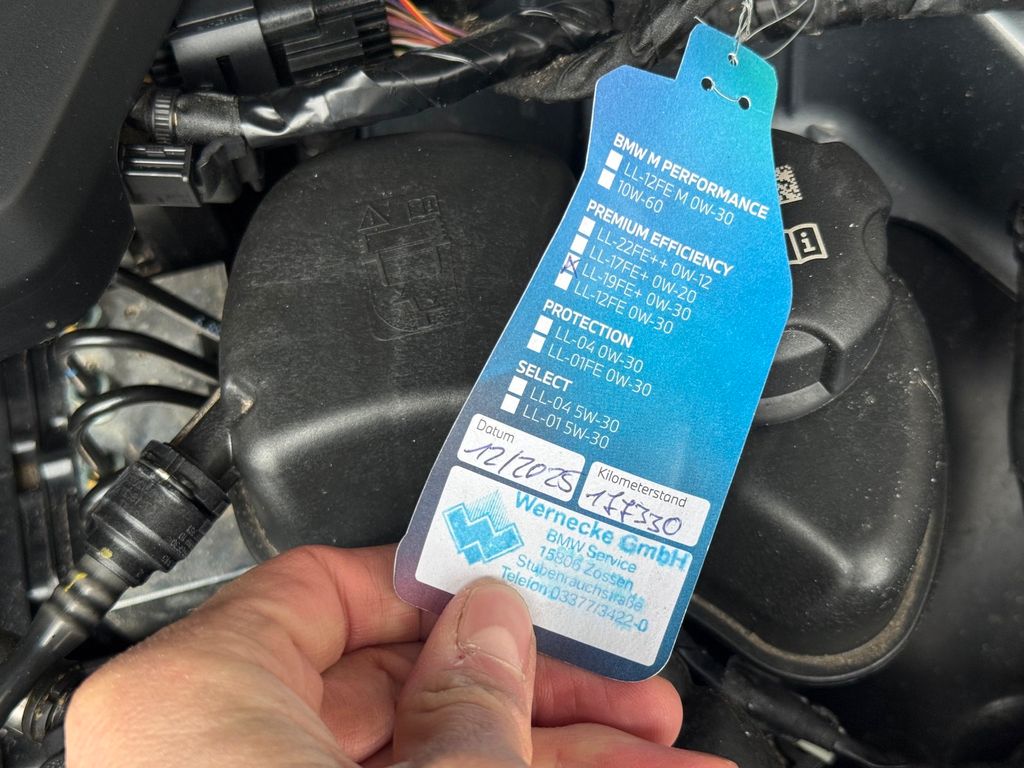 BMW M PERFORMANCE
LL-12FE M 0W-30
10W-60
PREMIUM EFFICIENCY
LL-22FE++ 0W-12
LL-17FE+ 0W-20
LL-19FE+ 0W-30
LL-12FE 0W-30
PROTECTION
LL-04 0W-30
LL-01FE 0W-30
SELECT
LL-04 5W-30
LL-01 5W-30
Datum
12/2025
Kilometerstand
177330
Wernecke GmbH
BMW Service
15806 Zossen
Stubenrauchstraße
Telefon 03377/3422-0